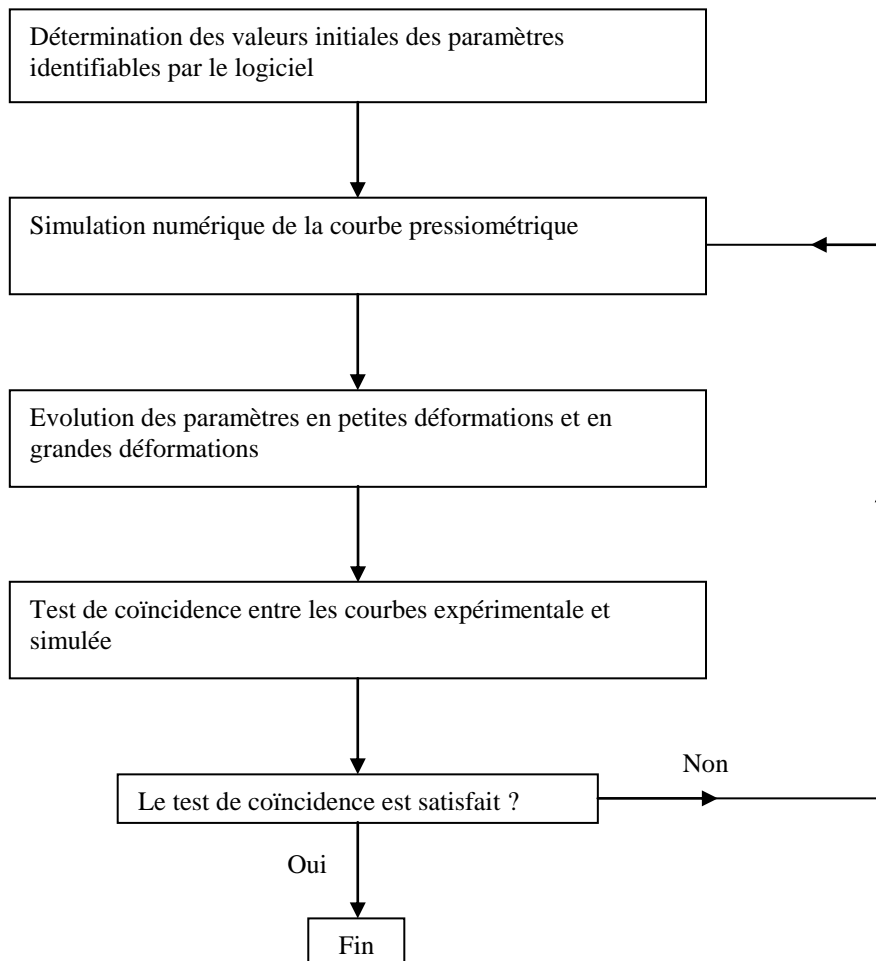 Détermination des valeurs initiales des paramètres
identifiables par le logiciel
Simulation numérique de la courbe pressiométrique
Evolution des paramètres en petites déformations et en
grandes déformations
Test de coïncidence entre les courbes expérimentale et
simulée
Non
Le test de coïncidence est satisfait ?
Oui
Fin